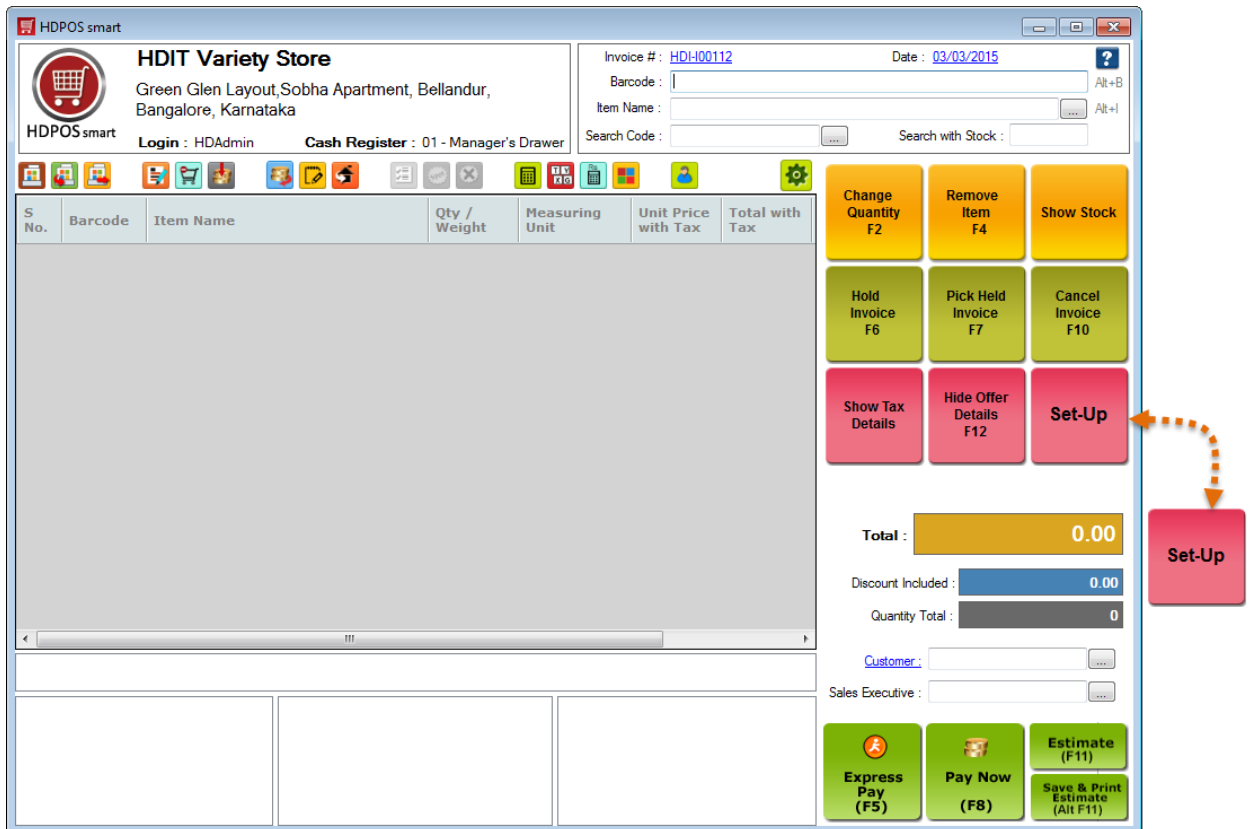 HDPOS smart
HDIT Variety Store
Green Glen Layout,Sobha Apartment, Bellandur,
Bangalore, Karnataka
HDPOS smart
Login : HDAdmin
Cash Register : 01 - Manager's Drawer
Invoice # : HDI-I00112
Date : 03/03/2015
?
Barcode :
Alt+B
Item Name :
...
Alt+I
Search Code :
...
Search with Stock :
S
No.
Barcode
Item Name
Qty /
Weight
Measuring
Unit
Unit Price
with Tax
Total with
Tax
Change
Quantity
F2
Remove
Item
F4
Show Stock
Hold
Invoice
F6
Pick Held
Invoice
F7
Cancel
Invoice
F10
Show Tax
Details
Hide Offer
Details
F12
Set-Up
Set-Up
Total :
0.00
Discount Included :
0.00
Quantity Total :
0
Customer :
...
Sales Executive :
...
Express
Pay
(F5)
Pay Now
(F8)
Estimate
(F11)
Save & Print
Estimate
(Alt F11)